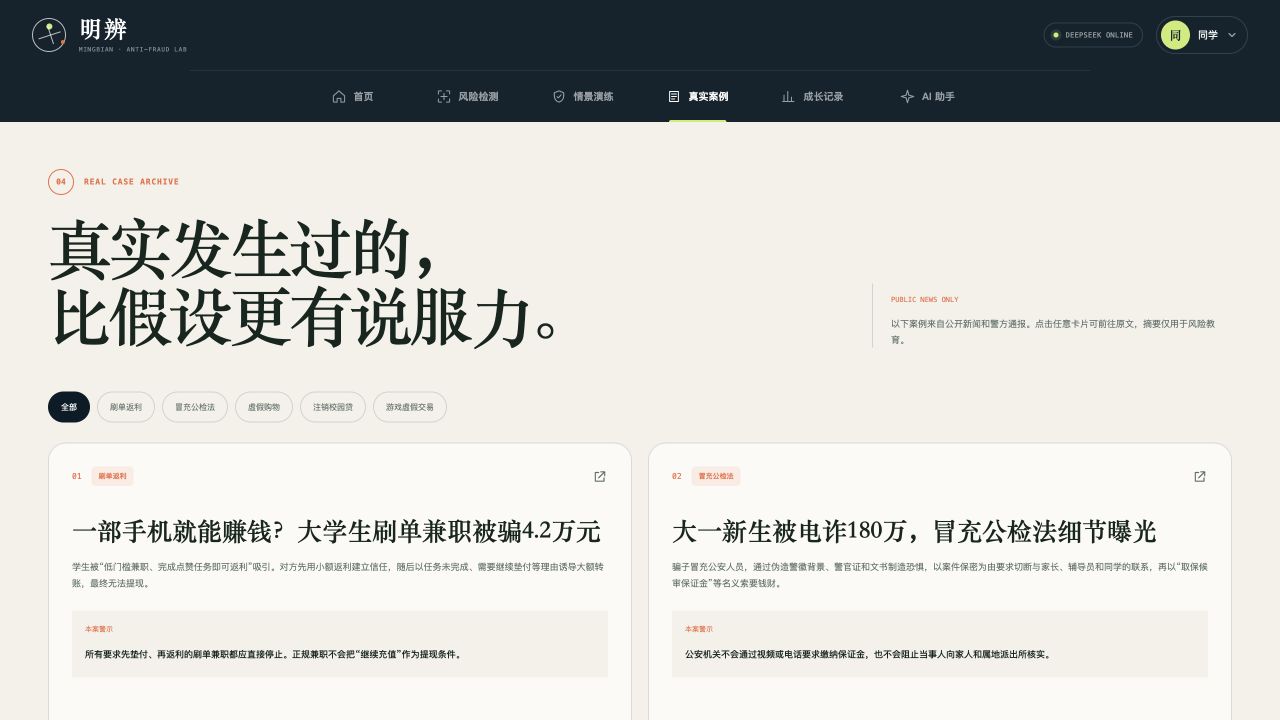 明辨
MINGBIAN · ANTI-FRAUD LAB
DEEPSEEK ONLINE
同 同学
首页
风险检测
情景演练
真实案例
成长记录
AI 助手
04 REAL CASE ARCHIVE
真实发生过的，
比假设更有说服力。
PUBLIC NEWS ONLY
以下案例来自公开新闻和警方通报。点击任意卡片可前往原文，摘要仅用于风险教
育。
全部
刷单返利
冒充公检法
虚假购物
注销校园贷
游戏虚假交易
01 刷单返利
一部手机就能赚钱？大学生刷单兼职被骗4.2万元
学生被“低门槛兼职、完成点赞任务即可返利”吸引。对方先用小额返利建立信任，随后以任务未完成、需要继续垫付等理由诱导大额转
账，最终无法提现。
本案警示
所有要求先垫付、再返利的刷单兼职都应直接停止。正规兼职不会把“继续充值”作为提现条件。
02 冒充公检法
大一新生被电诈180万，冒充公检法细节曝光
骗子冒充公安人员，通过伪造警徽背景、警官证和文书制造恐惧，以案件保密为由要求切断与家长、辅导员和同学的联系，再以“取保候
审保证金”等名义索要钱财。
本案警示
公安机关不会通过视频或电话要求缴纳保证金，也不会阻止当事人向家人和属地派出所核实。